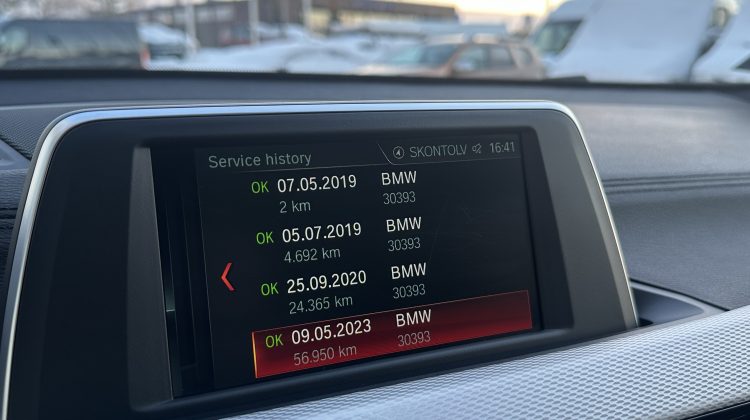 Service history SKONTOLV 16:41
OK 07.05.2019 BMW
2 km 30393
OK 05.07.2019 BMW
4.692 km 30393
OK 25.09.2020 BMW
24.365 km 30393
OK 09.05.2023 BMW
56.950 km 30393